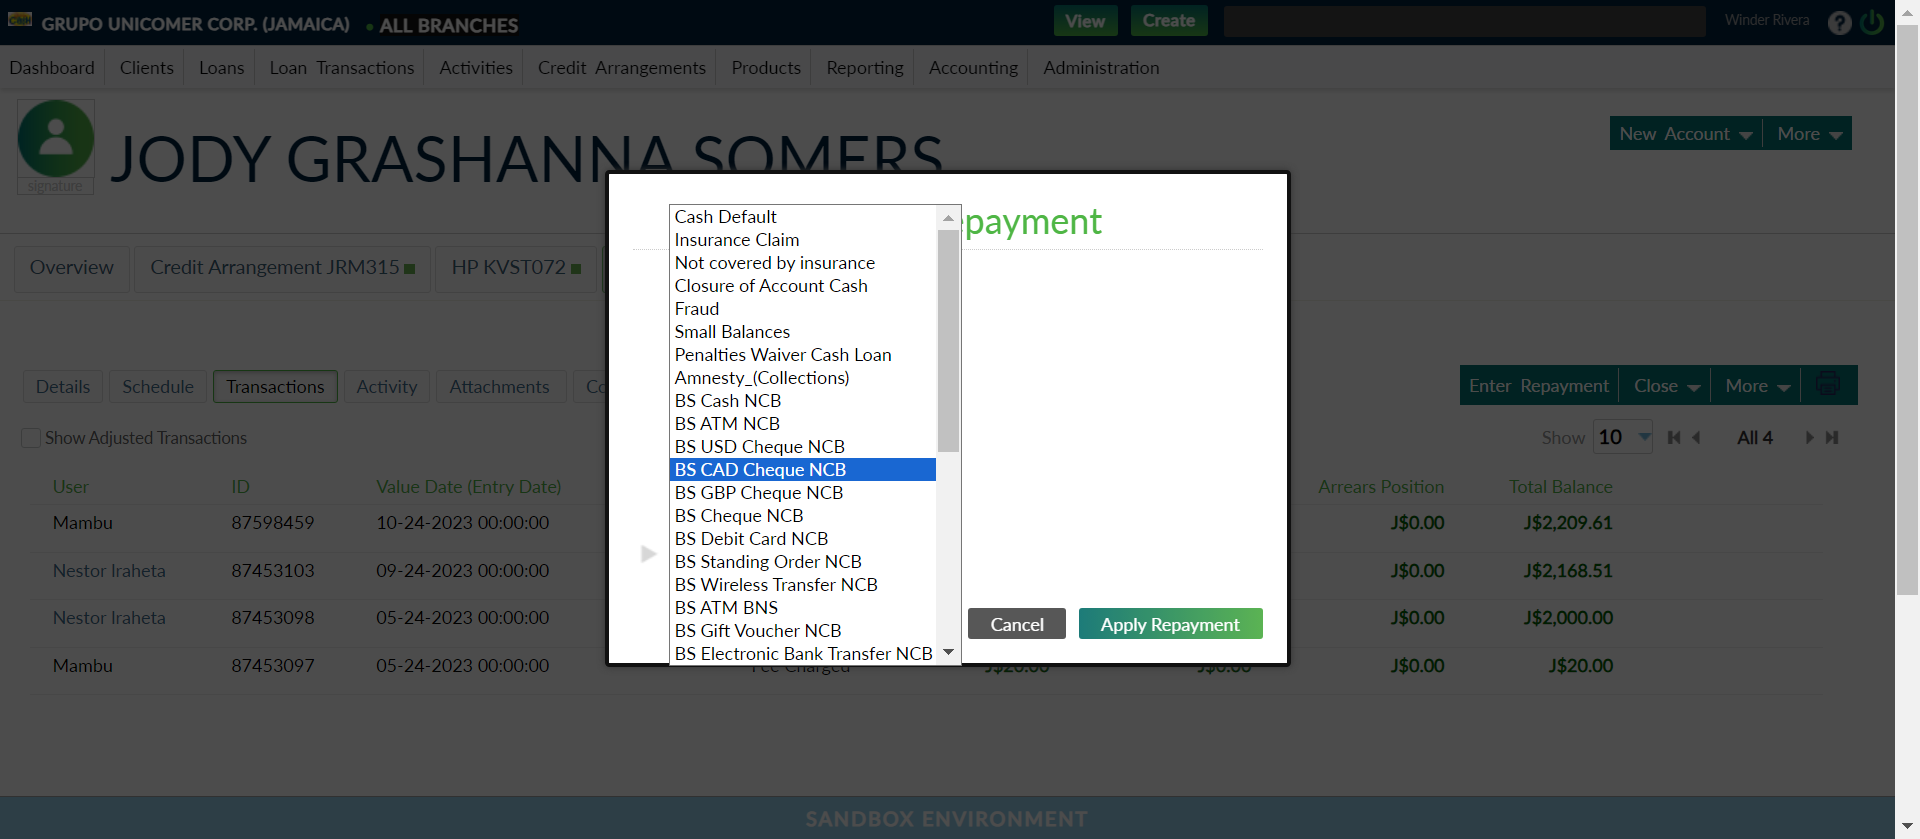 GRUPO UNICOMER CORP. (JAMAICA) ALL BRANCHES View Create Winder Rivera ?
Dashboard Clients Loans Loan Transactions Activities Credit Arrangements Products Reporting Accounting Administration
signature
JODY GRASHANNA SOMERS
New Account More
epayment
Overview Credit Arrangement JRM315 HP KVST072
Cash Default
Insurance Claim
Not covered by insurance
Closure of Account Cash
Fraud
Small Balances
Penalties Waiver Cash Loan
Amnesty_(Collections)
BS Cash NCB
BS ATM NCB
BS USD Cheque NCB
BS CAD Cheque NCB
BS GBP Cheque NCB
BS Cheque NCB
BS Debit Card NCB
BS Standing Order NCB
BS Wireless Transfer NCB
BS ATM BNS
BS Gift Voucher NCB
BS Electronic Bank Transfer NCB
Cancel Apply Repayment
Details Schedule Transactions Activity Attachments Co
Enter Repayment Close More
Show Adjusted Transactions
Show 10 All 4
User ID Value Date (Entry Date) Arrears Position Total Balance
Mambu 87598459 10-24-2023 00:00:00 J$0.00 J$2,209.61
Nestor Iraheta 87453103 09-24-2023 00:00:00 J$0.00 J$2,168.51
Nestor Iraheta 87453098 05-24-2023 00:00:00 J$0.00 J$2,000.00
Mambu 87453097 05-24-2023 00:00:00 Fee Charged J$20.00 J$0.00 J$0.00 J$20.00
SANDBOX ENVIRONMENT